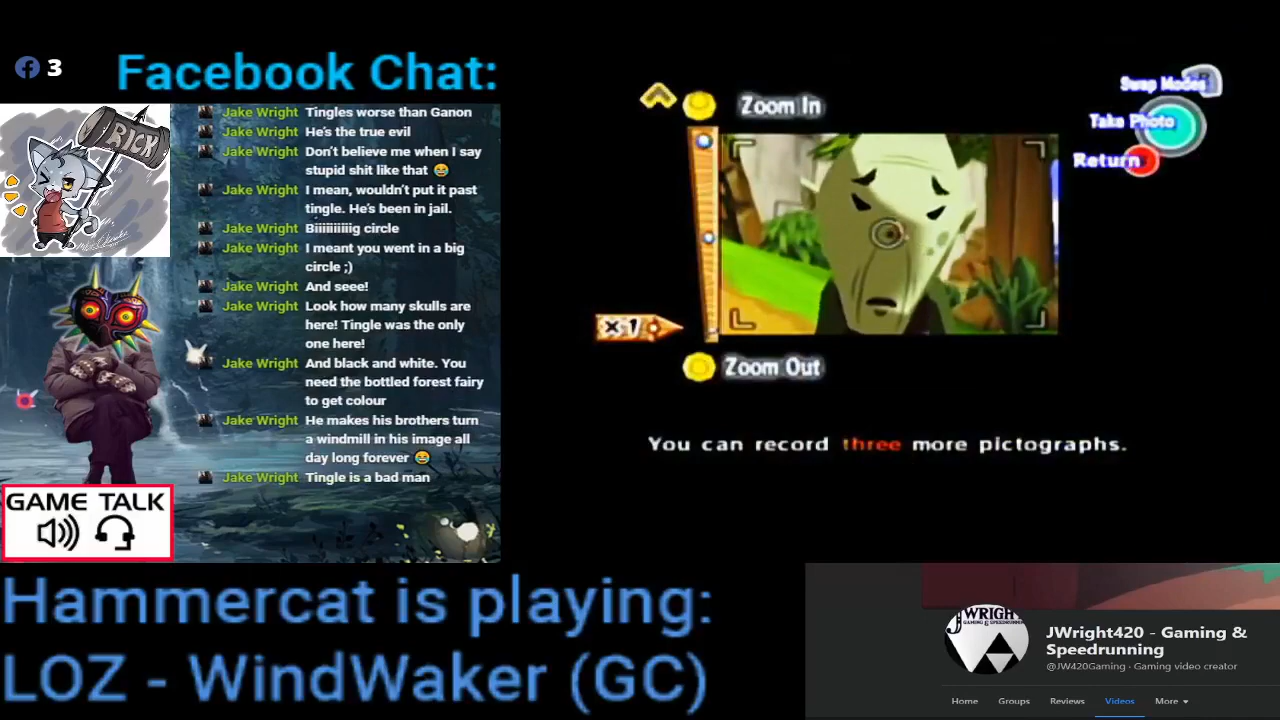 3
Facebook Chat:
RICK
Jake Wright Tingles worse than Ganon
Jake Wright He's the true evil
Jake Wright Don't believe me when I say
stupid shit like that 😂
Jake Wright I mean, wouldn't put it past
tingle. He's been in jail.
Jake Wright Biiiiiiiiiig circle
Jake Wright I meant you went in a big
circle ;)
Jake Wright And seee!
Jake Wright Look how many skulls are
here! Tingle was the only
one here!
Jake Wright And black and white. You
need the bottled forest fairy
to get colour
Jake Wright He makes his brothers turn
a windmill in his image all
day long forever 😂
Jake Wright Tingle is a bad man
GAME TALK
Zoom In
Swap Modes
Take Photo
Return
x 1
Zoom Out
You can record three more pictographs.
Hammercat is playing:
LOZ - WindWaker (GC)
JWRIGHT
GAMING & SPEEDRUNNING
JWright420 - Gaming &
Speedrunning
@JW420Gaming · Gaming video creator
Home Groups Reviews Videos More